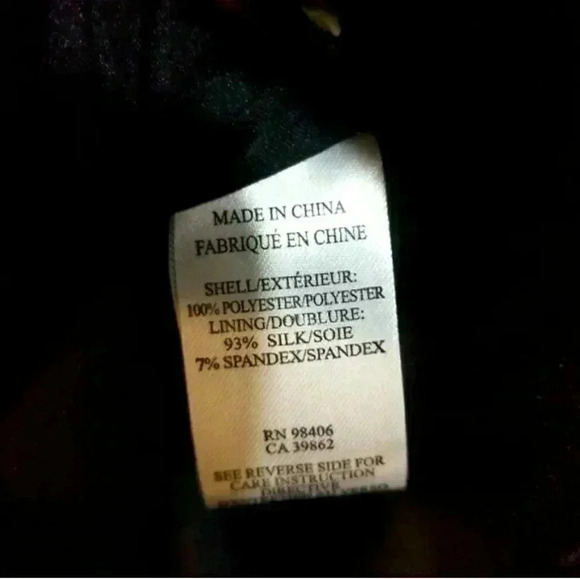 MADE IN CHINA
FABRIQUÉ EN CHINE
SHELL/EXTÉRIEUR:
100% POLYESTER/POLYESTER
LINING/DOUBLURE:
93% SILK/SOIE
7% SPANDEX/SPANDEX
RN 98406
CA 39862
SEE REVERSE SIDE FOR
CARE INSTRUCTION
DIRECTIVE